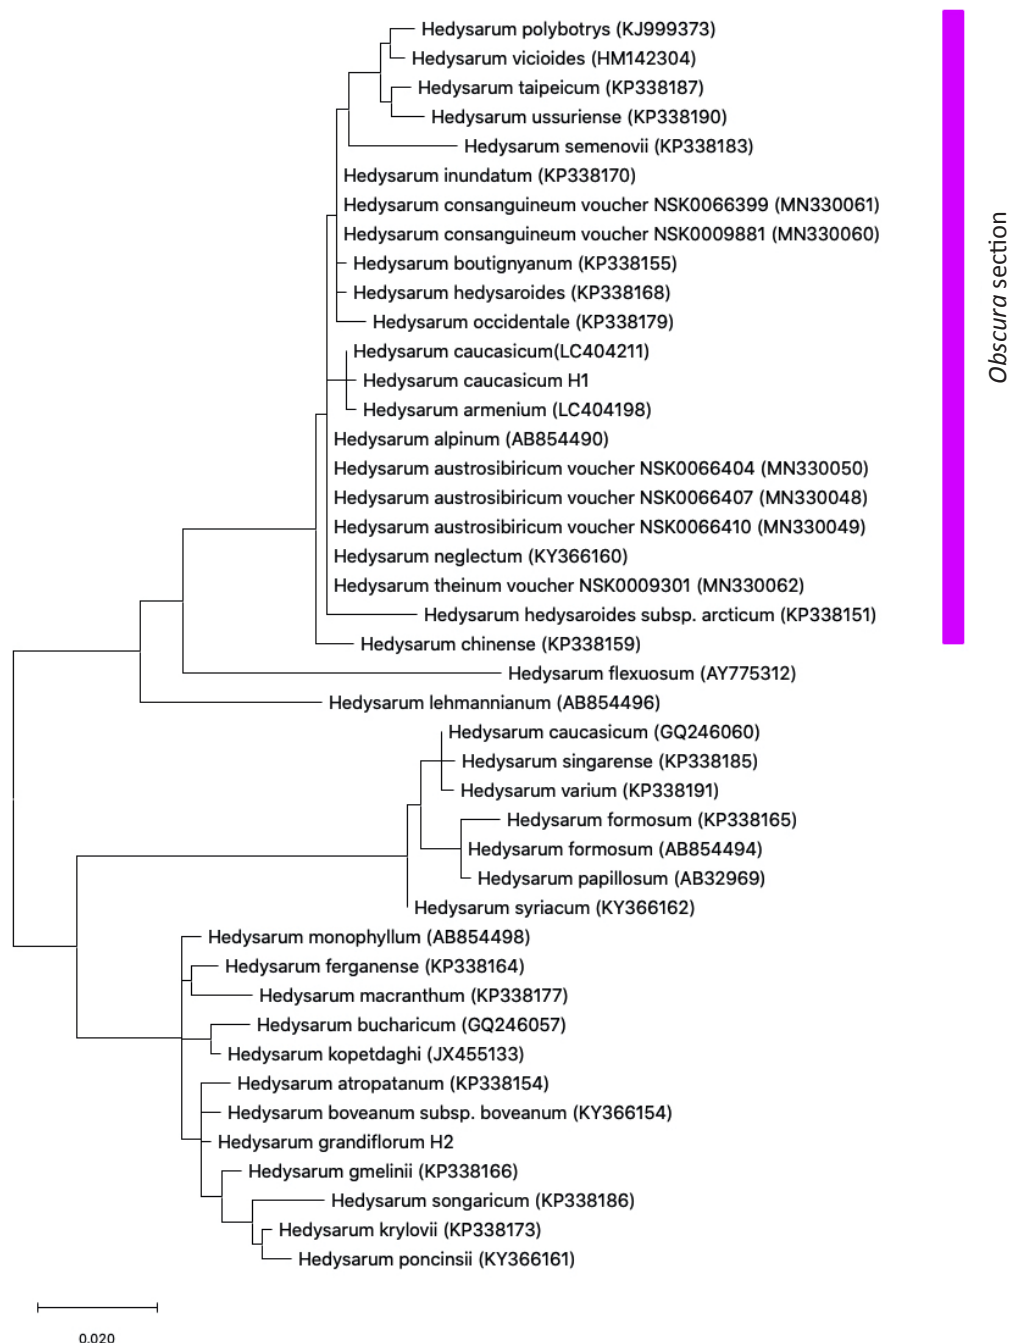 Hedysarum polybotrys (KJ999373)
Hedysarum vicioides (HM142304)
Hedysarum taipeicum (KP338187)
Hedysarum ussuriense (KP338190)
Hedysarum semenovii (KP338183)
Hedysarum inundatum (KP338170)
Hedysarum consanguineum voucher NSK0066399 (MN330061)
Hedysarum consanguineum voucher NSK0009881 (MN330060)
Hedysarum boutignyanum (KP338155)
Hedysarum hedysaroides (KP338168)
Hedysarum occidentale (KP338179)
Hedysarum caucasicum(LC404211)
Hedysarum caucasicum H1
Hedysarum armenium (LC404198)
Hedysarum alpinum (AB854490)
Hedysarum austrosibiricum voucher NSK0066404 (MN330050)
Hedysarum austrosibiricum voucher NSK0066407 (MN330048)
Hedysarum austrosibiricum voucher NSK0066410 (MN330049)
Hedysarum neglectum (KY366160)
Hedysarum theinum voucher NSK0009301 (MN330062)
Hedysarum hedysaroides subsp. arcticum (KP338151)
Hedysarum chinense (KP338159)
Hedysarum flexuosum (AY775312)
Hedysarum lehmannianum (AB854496)
Hedysarum caucasicum (GQ246060)
Hedysarum singarense (KP338185)
Hedysarum varium (KP338191)
Hedysarum formosum (KP338165)
Hedysarum formosum (AB854494)
Hedysarum papillosum (AB32969)
Hedysarum syriacum (KY366162)
Hedysarum monophyllum (AB854498)
Hedysarum ferganense (KP338164)
Hedysarum macranthum (KP338177)
Hedysarum bucharicum (GQ246057)
Hedysarum kopetdaghi (JX455133)
Hedysarum atropatanum (KP338154)
Hedysarum boveanum subsp. boveanum (KY366154)
Hedysarum grandiflorum H2
Hedysarum gmelinii (KP338166)
Hedysarum songaricum (KP338186)
Hedysarum krylovii (KP338173)
Hedysarum poncinsii (KY366161)
0.020
Obscura section